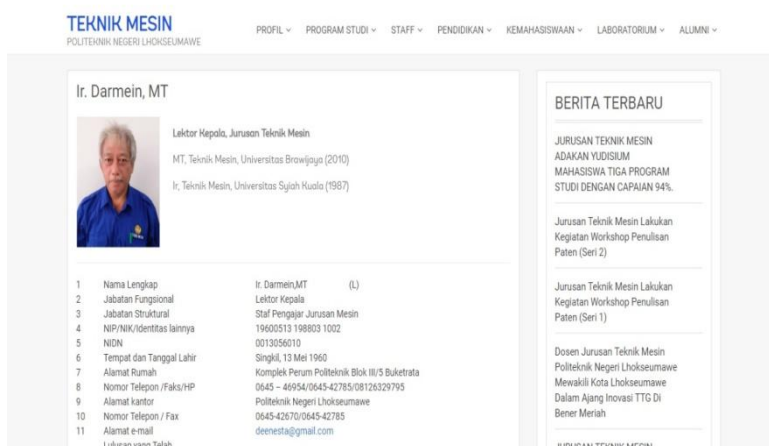 TEKNIK MESIN
POLITEKNIK NEGERI LHOKSEUMAWE
PROFIL PROGRAM STUDI STAFF PENDIDIKAN KEMAHASISWAAN LABORATORIUM ALUMNI
Ir. Darmein, MT
Lektor Kepala, Jurusan Teknik Mesin
MT, Teknik Mesin, Universitas Brawijaya (2010)
Ir, Teknik Mesin, Universitas Syiah Kuala (1987)
1 Nama Lengkap Ir. Darmein,MT (L)
2 Jabatan Fungsional Lektor Kepala
3 Jabatan Struktural Staf Pengajar Jurusan Mesin
4 NIP/NIK/Identitas lainnya 19600513 198803 1002
5 NIDN 0013056010
6 Tempat dan Tanggal Lahir Singkil, 13 Mei 1960
7 Alamat Rumah Komplek Perum Politeknik Blok III/5 Buketrata
8 Nomor Telepon /Faks/HP 0645 – 46954/0645-42785/08126329795
9 Alamat kantor Politeknik Negeri Lhokseumawe
10 Nomor Telepon / Fax 0645-42670/0645-42785
11 Alamat e-mail deenesta@gmail.com
Lulusan yang Telah
BERITA TERBARU
JURUSAN TEKNIK MESIN
ADAKAN YUDISIUM
MAHASISWA TIGA PROGRAM
STUDI DENGAN CAPAIAN 94%.
Jurusan Teknik Mesin Lakukan
Kegiatan Workshop Penulisan
Paten (Seri 2)
Jurusan Teknik Mesin Lakukan
Kegiatan Workshop Penulisan
Paten (Seri 1)
Dosen Jurusan Teknik Mesin
Politeknik Negeri Lhokseumawe
Mewakili Kota Lhokseumawe
Dalam Ajang Inovasi TTG Di
Bener Meriah
JURUSAN TEKNIK MESIN